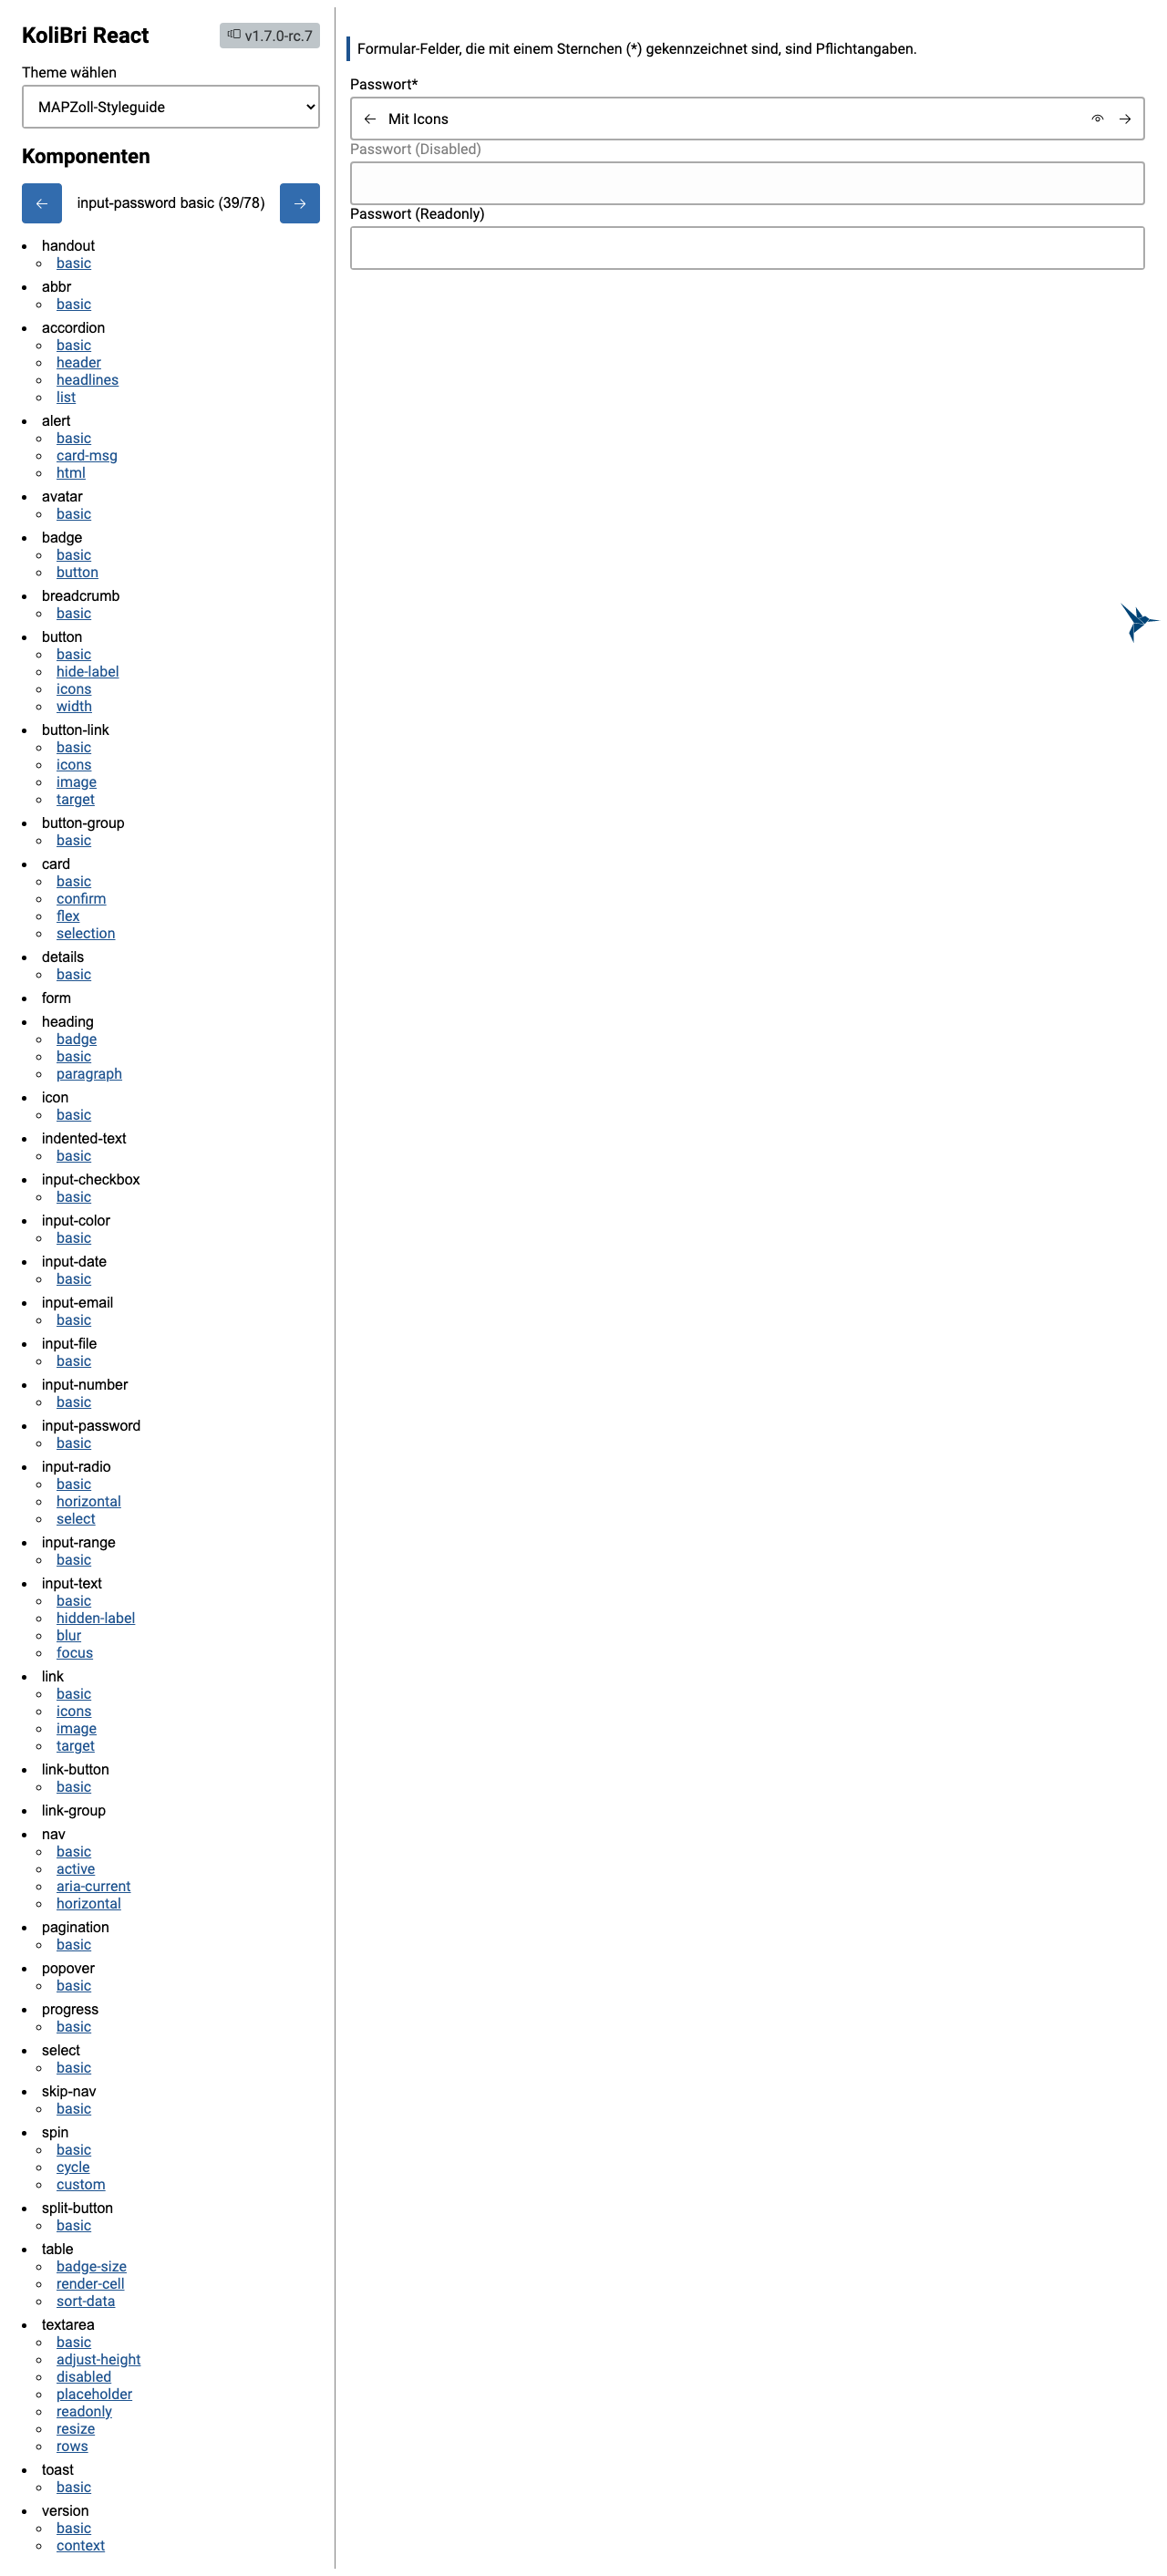 KoliBri React
v1.7.0-rc.7
Theme wählen
MAPZoll-Styleguide
Komponenten
input-password basic (39/78)
handout
basic
abbr
basic
accordion
basic
header
headlines
list
alert
basic
card-msg
html
avatar
basic
badge
basic
button
breadcrumb
basic
button
basic
hide-label
icons
width
button-link
basic
icons
image
target
button-group
basic
card
basic
confirm
flex
selection
details
basic
form
heading
badge
basic
paragraph
icon
basic
indented-text
basic
input-checkbox
basic
input-color
basic
input-date
basic
input-email
basic
input-file
basic
input-number
basic
input-password
basic
input-radio
basic
horizontal
select
input-range
basic
input-text
basic
hidden-label
blur
focus
link
basic
icons
image
target
link-button
basic
link-group
nav
basic
active
aria-current
horizontal
pagination
basic
popover
basic
progress
basic
select
basic
skip-nav
basic
spin
basic
cycle
custom
split-button
basic
table
badge-size
render-cell
sort-data
textarea
basic
adjust-height
disabled
placeholder
readonly
resize
rows
toast
basic
version
basic
context
Formular-Felder, die mit einem Sternchen (*) gekennzeichnet sind, sind Pflichtangaben.
Passwort*
Mit Icons
Passwort (Disabled)
Passwort (Readonly)